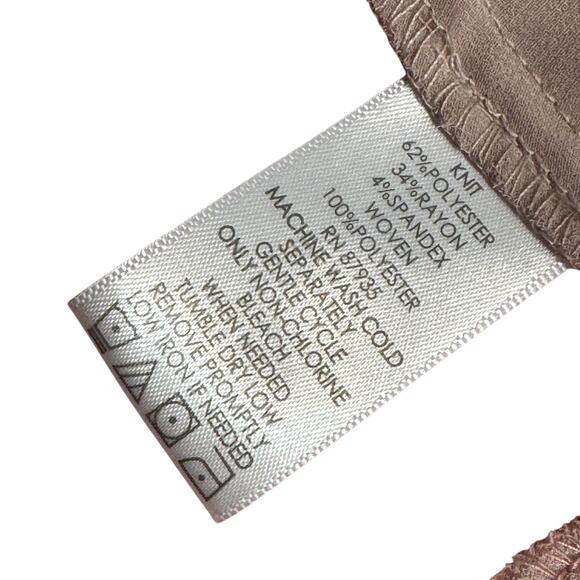 KNIT
62%POLYESTER
34%RAYON
4%SPANDEX
WOVEN
100%POLYESTER
RN 87935
MACHINE WASH COLD
SEPARATELY
GENTLE CYCLE
ONLY NON-CHLORINE
BLEACH
WHEN NEEDED
TUMBLE DRY LOW
REMOVE PROMPTLY
LOW IRON IF NEEDED